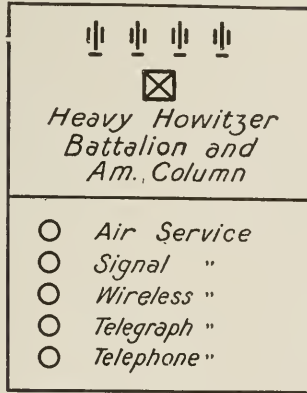 Heavy Howitzer
Battalion and
Am., Column
Air Service
Signal "
Wireless "
Telegraph "
Telephone "